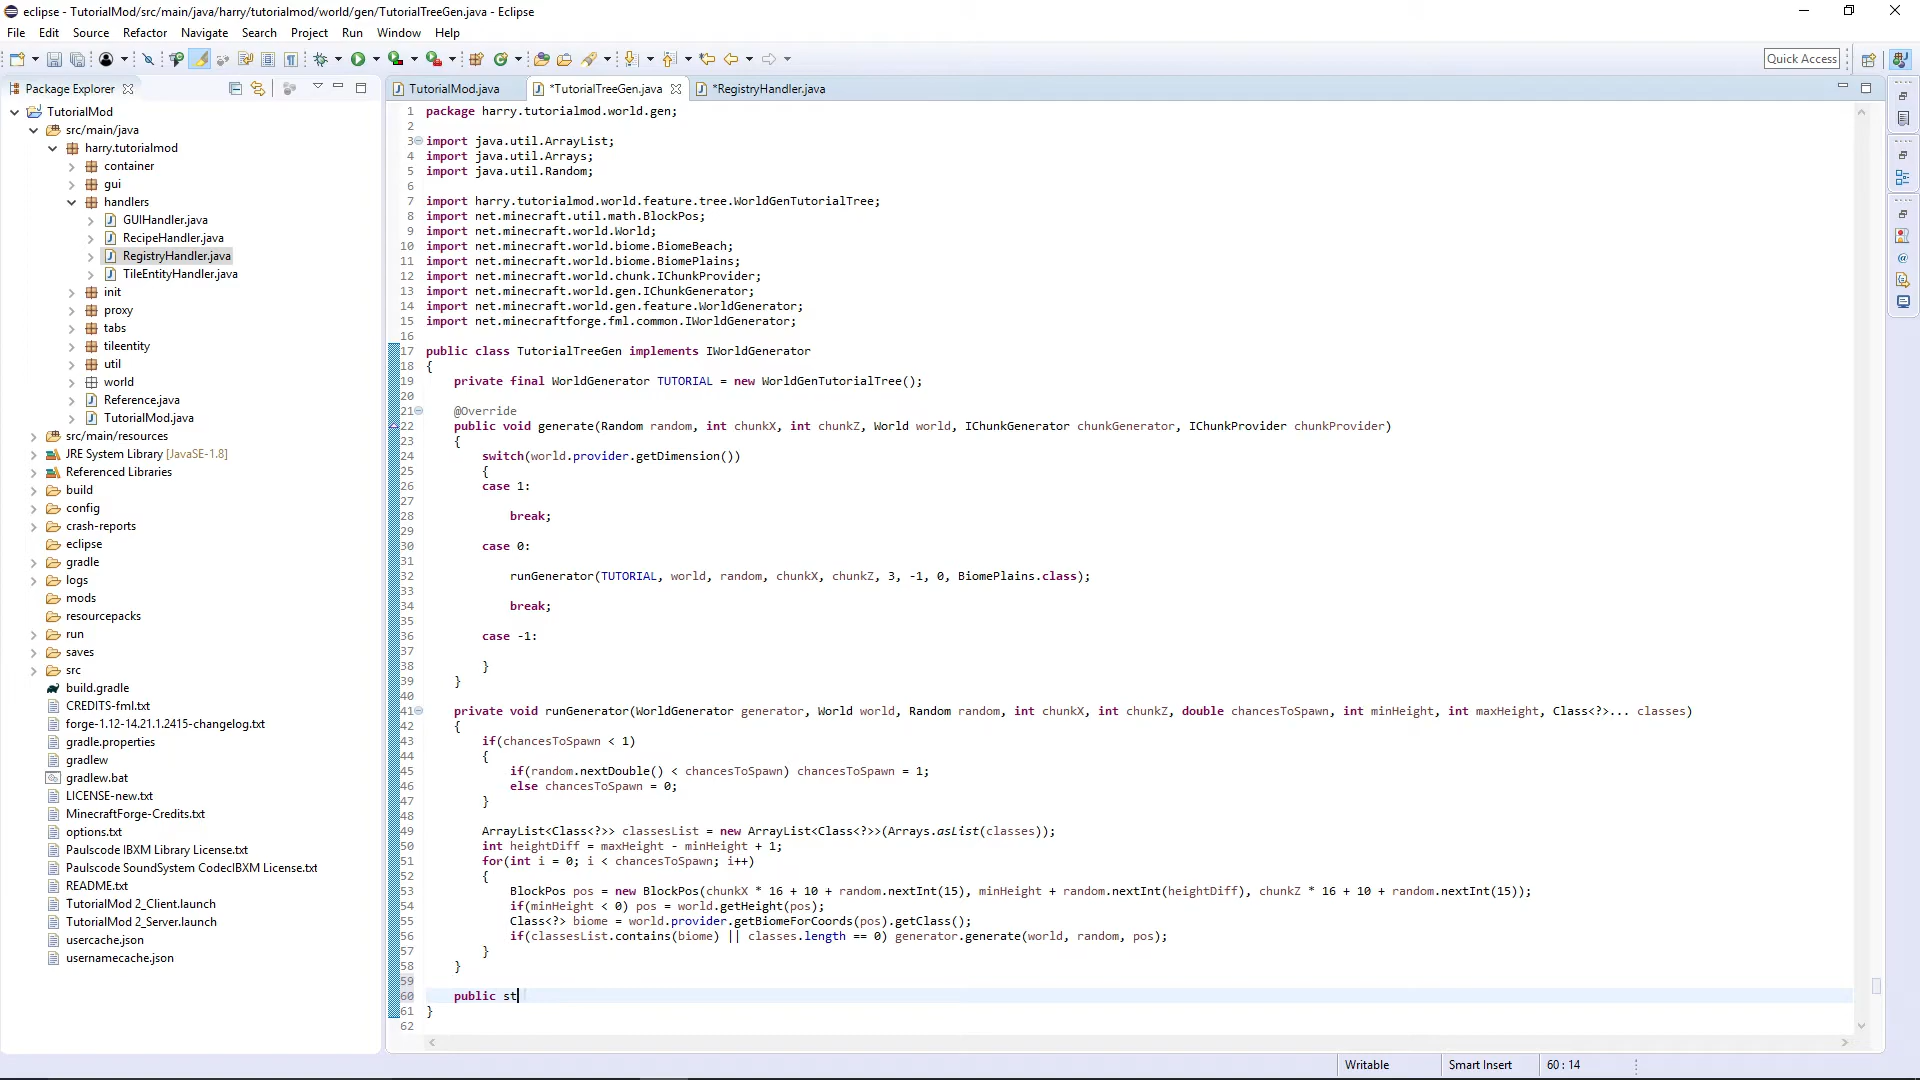 eclipse - TutorialMod/src/main/java/harry/tutorialmod/world/gen/TutorialTreeGen.java - Eclipse
File Edit Source Refactor Navigate Search Project Run Window Help
Quick Access
Package Explorer
TutorialMod
src/main/java
harry.tutorialmod
container
gui
handlers
GUIHandler.java
RecipeHandler.java
RegistryHandler.java
TileEntityHandler.java
init
proxy
tabs
tileentity
util
world
Reference.java
TutorialMod.java
src/main/resources
JRE System Library [JavaSE-1.8]
Referenced Libraries
build
config
crash-reports
eclipse
gradle
logs
mods
resourcepacks
run
saves
src
build.gradle
CREDITS-fml.txt
forge-1.12-14.21.1.2415-changelog.txt
gradle.properties
gradlew
gradlew.bat
LICENSE-new.txt
MinecraftForge-Credits.txt
options.txt
Paulscode IBXM Library License.txt
Paulscode SoundSystem CodecIBXM License.txt
README.txt
TutorialMod 2_Client.launch
TutorialMod 2_Server.launch
usercache.json
usernamecache.json
TutorialMod.java *TutorialTreeGen.java *RegistryHandler.java
1 package harry.tutorialmod.world.gen;
2
3 import java.util.ArrayList;
4 import java.util.Arrays;
5 import java.util.Random;
6
7 import harry.tutorialmod.world.feature.tree.WorldGenTutorialTree;
8 import net.minecraft.util.math.BlockPos;
9 import net.minecraft.world.World;
10 import net.minecraft.world.biome.BiomeBeach;
11 import net.minecraft.world.biome.BiomePlains;
12 import net.minecraft.world.chunk.IChunkProvider;
13 import net.minecraft.world.gen.IChunkGenerator;
14 import net.minecraft.world.gen.feature.WorldGenerator;
15 import net.minecraftforge.fml.common.IWorldGenerator;
16
17 public class TutorialTreeGen implements IWorldGenerator
18 {
19 private final WorldGenerator TUTORIAL = new WorldGenTutorialTree();
20
21 @Override
22 public void generate(Random random, int chunkX, int chunkZ, World world, IChunkGenerator chunkGenerator, IChunkProvider chunkProvider)
23 {
24 switch(world.provider.getDimension())
25 {
26 case 1:
27
28 break;
29
30 case 0:
31
32 runGenerator(TUTORIAL, world, random, chunkX, chunkZ, 3, -1, 0, BiomePlains.class);
33
34 break;
35
36 case -1:
37
38 }
39 }
40
41 private void runGenerator(WorldGenerator generator, World world, Random random, int chunkX, int chunkZ, double chancesToSpawn, int minHeight, int maxHeight, Class<?>... classes)
42 {
43 if(chancesToSpawn < 1)
44 {
45 if(random.nextDouble() < chancesToSpawn) chancesToSpawn = 1;
46 else chancesToSpawn = 0;
47 }
48
49 ArrayList<Class<?>> classesList = new ArrayList<Class<?>>(Arrays.asList(classes));
50 int heightDiff = maxHeight - minHeight + 1;
51 for(int i = 0; i < chancesToSpawn; i++)
52 {
53 BlockPos pos = new BlockPos(chunkX * 16 + 10 + random.nextInt(15), minHeight + random.nextInt(heightDiff), chunkZ * 16 + 10 + random.nextInt(15));
54 if(minHeight < 0) pos = world.getHeight(pos);
55 Class<?> biome = world.provider.getBiomeForCoords(pos).getClass();
56 if(classesList.contains(biome) || classes.length == 0) generator.generate(world, random, pos);
57 }
58 }
59
60 public st
61 }
62
Writable Smart Insert 60 : 14